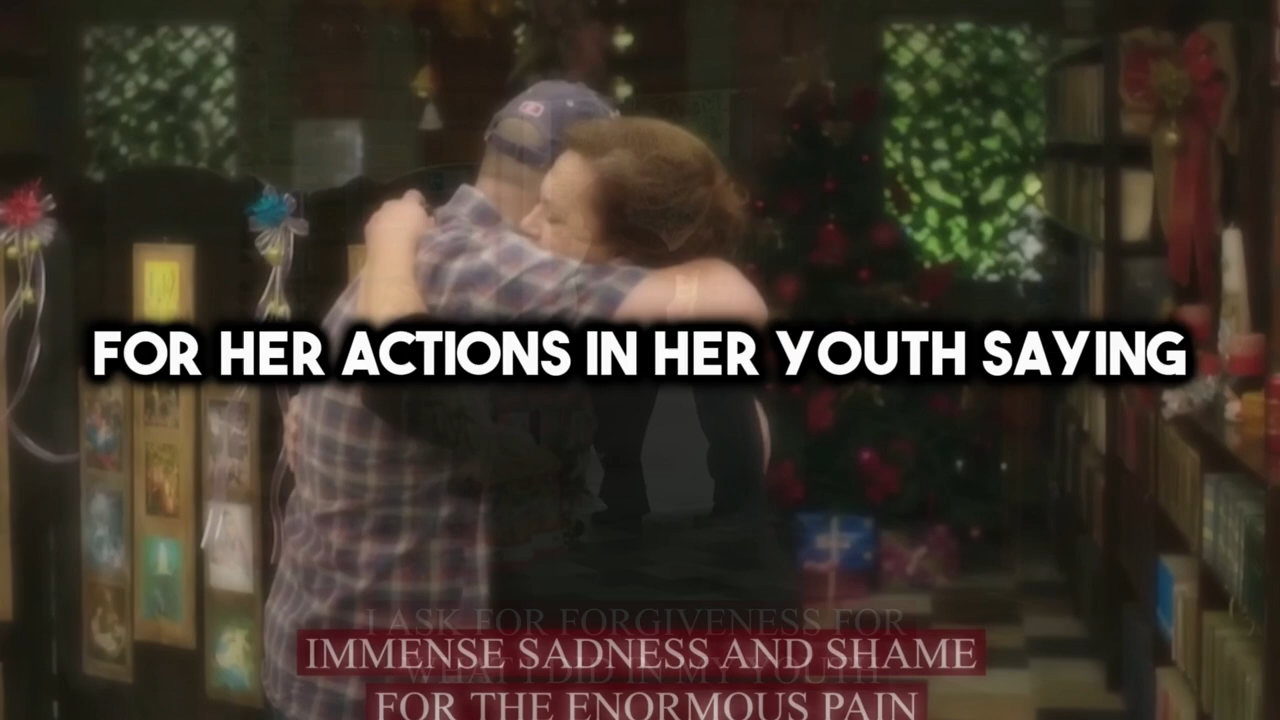 FOR HER ACTIONS IN HER YOUTH SAYING
I ASK FOR FORGIVENESS FOR
IMMENSE SADNESS AND SHAME
WHAT I DID IN MY YOUTH
FOR THE ENORMOUS PAIN